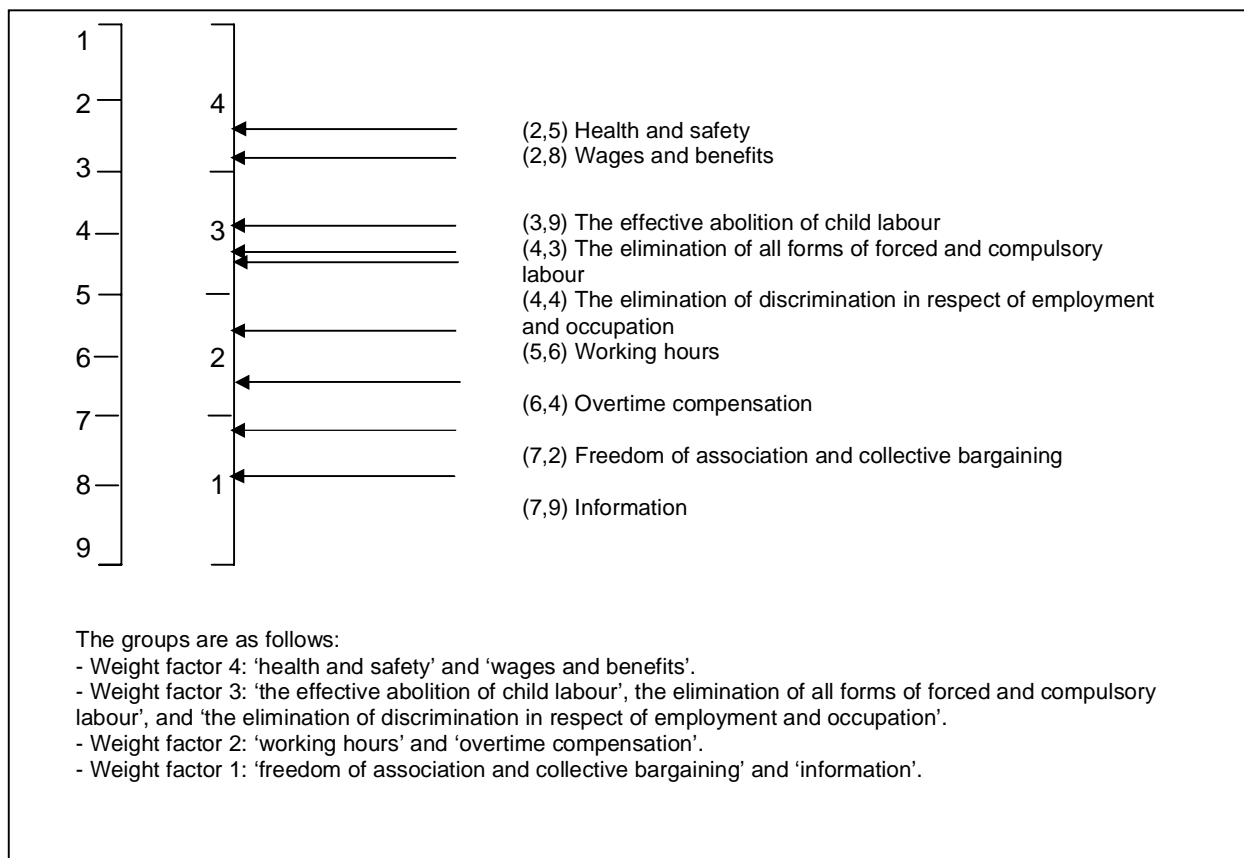 1
2
3
4
5
6
7
8
9
4
3
2
1
(2,5) Health and safety
(2,8) Wages and benefits
(3,9) The effective abolition of child labour
(4,3) The elimination of all forms of forced and compulsory
labour
(4,4) The elimination of discrimination in respect of employment
and occupation
(5,6) Working hours
(6,4) Overtime compensation
(7,2) Freedom of association and collective bargaining
(7,9) Information
The groups are as follows:
- Weight factor 4: ‘health and safety’ and ‘wages and benefits’.
- Weight factor 3: ‘the effective abolition of child labour’, the elimination of all forms of forced and compulsory
labour’, and ‘the elimination of discrimination in respect of employment and occupation’.
- Weight factor 2: ‘working hours’ and ‘overtime compensation’.
- Weight factor 1: ‘freedom of association and collective bargaining’ and ‘information’.